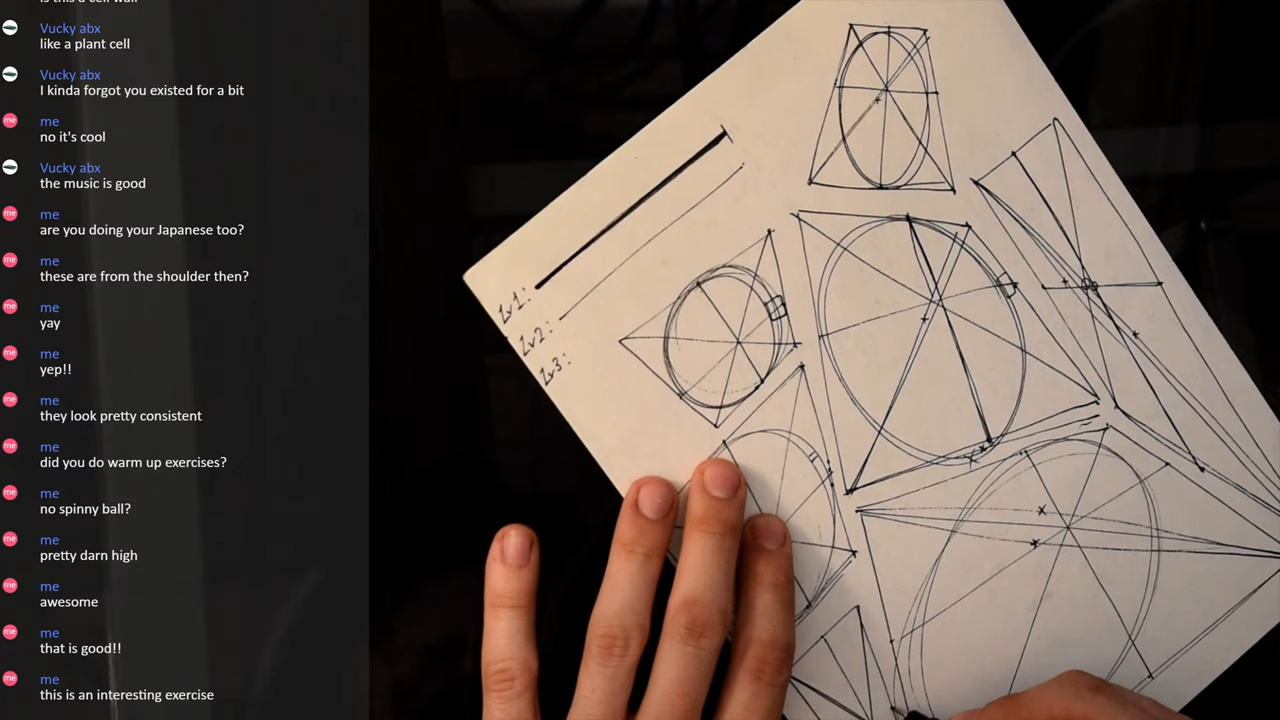 Vucky abx
like a plant cell
Vucky abx
I kinda forgot you existed for a bit
me
no it's cool
Vucky abx
the music is good
me
are you doing your Japanese too?
me
these are from the shoulder then?
me
yay
me
yep!!
me
they look pretty consistent
me
did you do warm up exercises?
me
no spinny ball?
me
pretty darn high
me
awesome
me
that is good!!
me
this is an interesting exercise
Lv1:
Lv2:
Lv3: